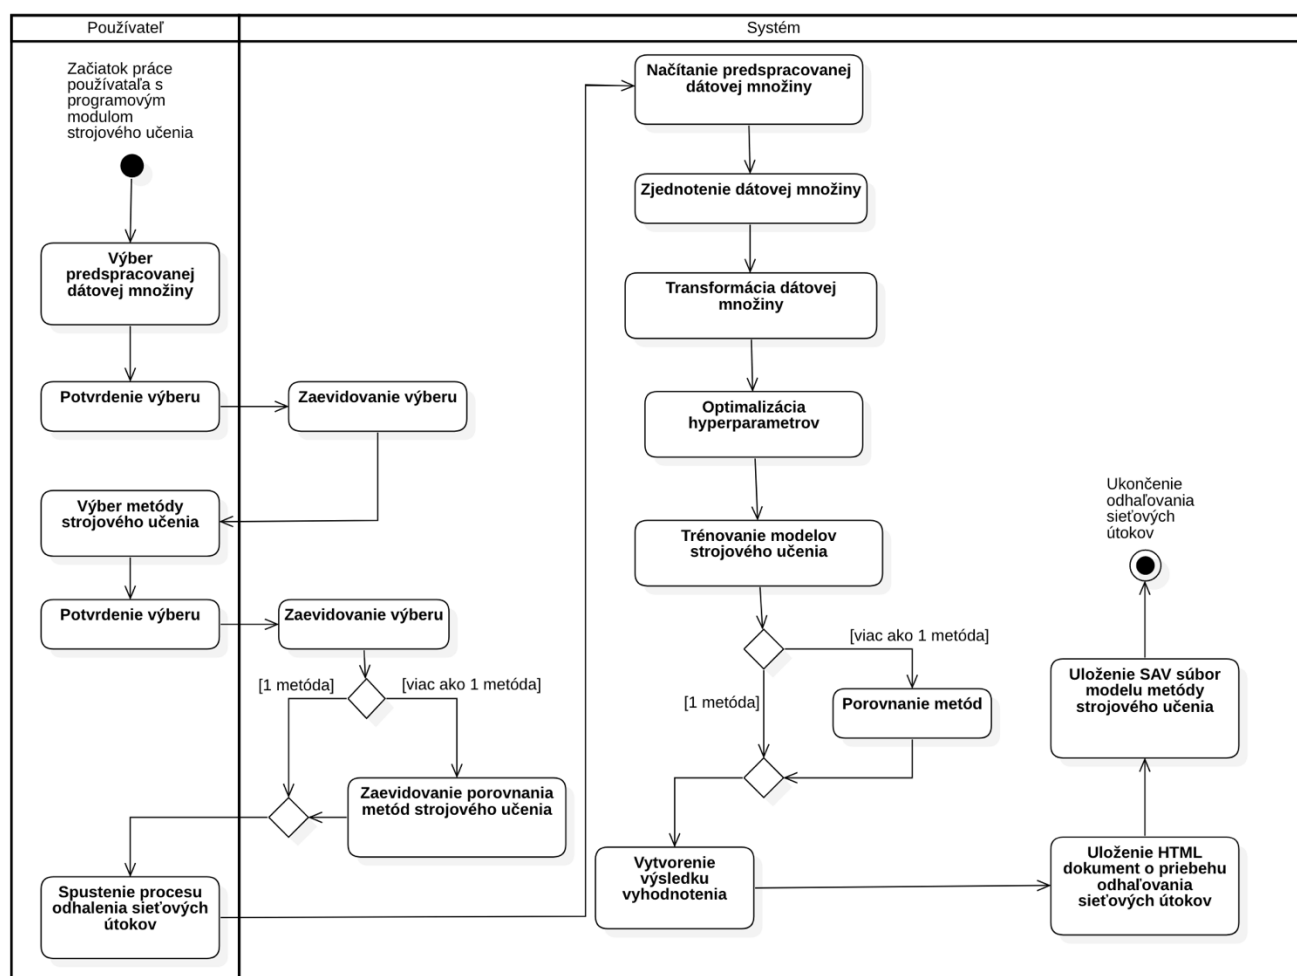 Používateľ
Systém
Začiatok práce
používataľa s
programovým
modulom
strojového učenia
Výber
predspracovanej
dátovej množiny
Potvrdenie výberu
Zaevidovanie výberu
Výber metódy
strojového učenia
Potvrdenie výberu
Zaevidovanie výberu
[1 metóda]
[viac ako 1 metóda]
Zaevidovanie porovnania
metód strojového učenia
Spustenie procesu
odhalenia sieťových
útokov
Načítanie predspracovanej
dátovej množiny
Zjednotenie dátovej množiny
Transformácia dátovej
množiny
Optimalizácia
hyperparametrov
Trénovanie modelov
strojového učenia
[viac ako 1 metóda]
[1 metóda]
Porovnanie metód
Vytvorenie
výsledku
vyhodnotenia
Uloženie HTML
dokument o priebehu
odhaľovania
sieťových útokov
Uloženie SAV súbor
modelu metódy
strojového učenia
Ukončenie
odhaľovania
sieťových
útokov